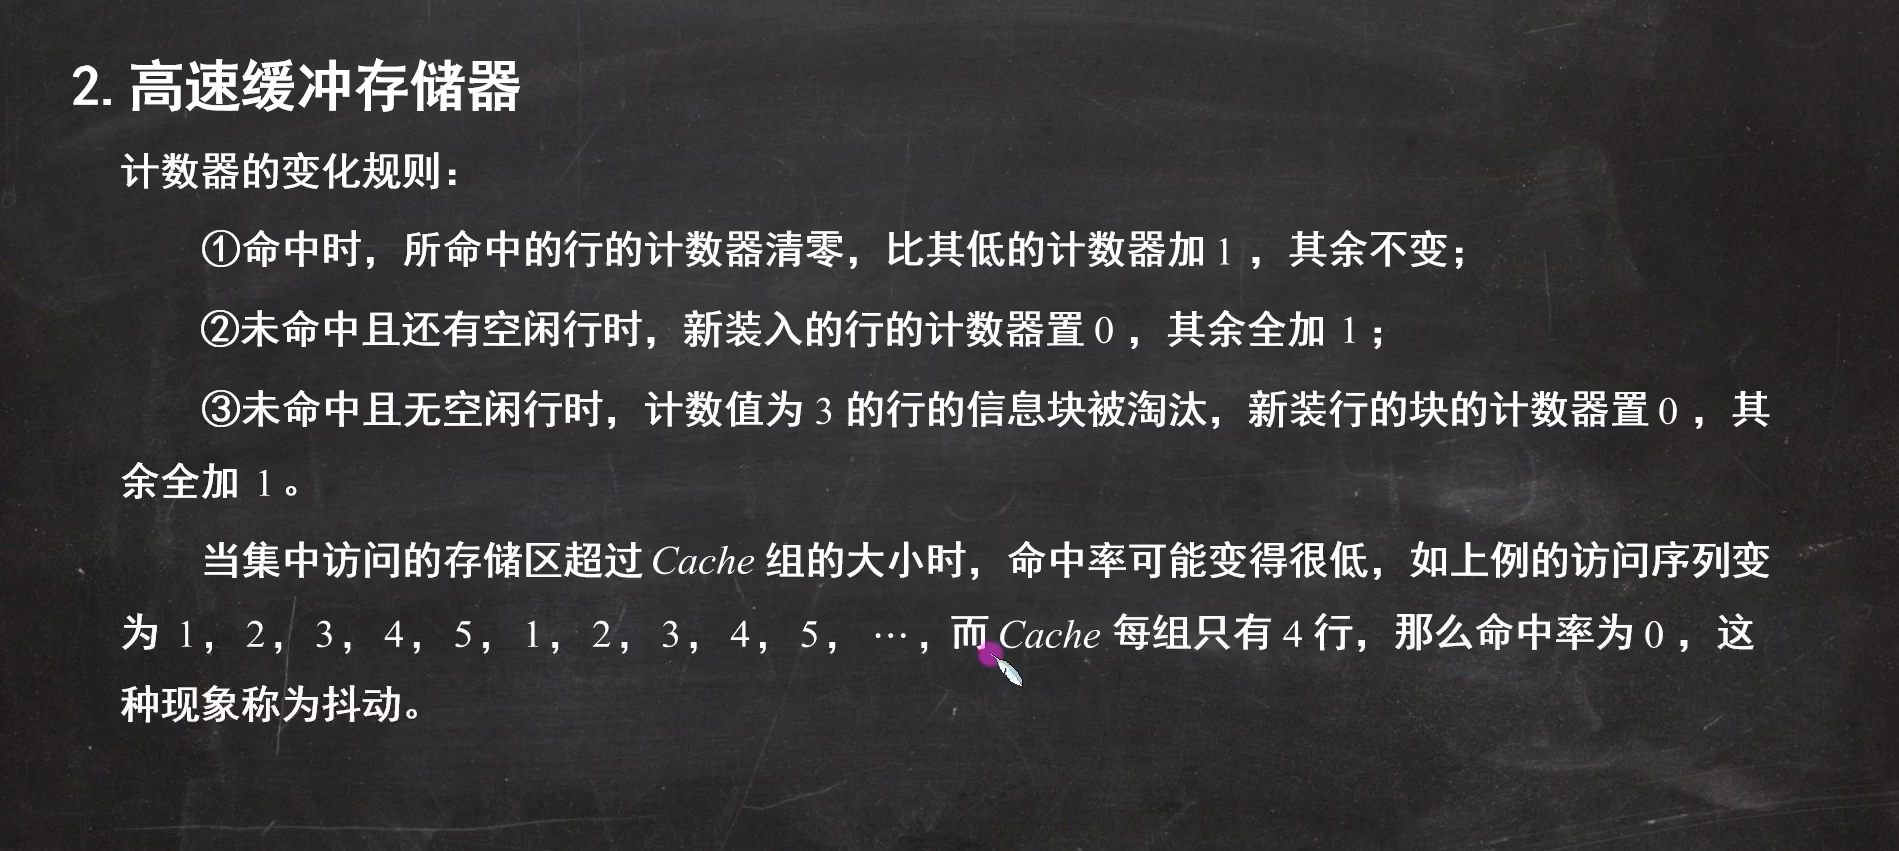 2. 高速缓冲存储器
计数器的变化规则：
①命中时，所命中的行的计数器清零，比其低的计数器加 1 ，其余不变；
②未命中且还有空闲行时，新装入的行的计数器置 0 ，其余全加 1 ；
③未命中且无空闲行时，计数值为 3 的行的信息块被淘汰，新装行的块的计数器置 0 ，其
余全加 1 。
当集中访问的存储区超过 Cache 组的大小时，命中率可能变得很低，如上例的访问序列变
为 1，2，3，4，5，1，2，3，4，5，…，而 Cache 每组只有 4 行，那么命中率为 0 ，这
种现象称为抖动。